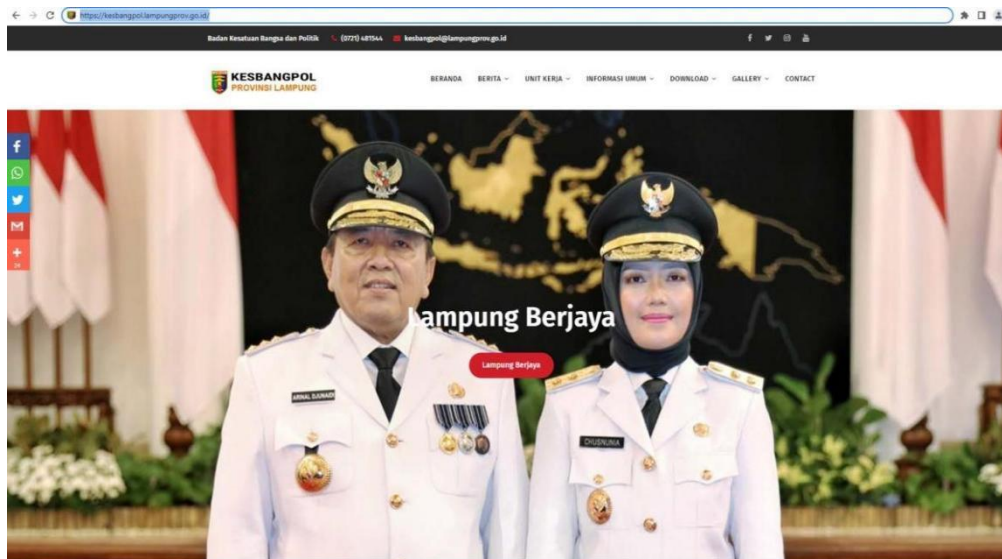 https://kesbangpol.lampungprov.go.id/
Badan Kesatuan Bangsa dan Politik (0721) 481544 kesbangpol@lampungprov.go.id
KESBANGPOL
PROVINSI LAMPUNG
BERANDA BERITA UNIT KERJA INFORMASI UMUM DOWNLOAD GALLERY CONTACT
Lampung Berjaya
Lampung Berjaya
ARINAL DJUNAIDI
CHUSNUNIA